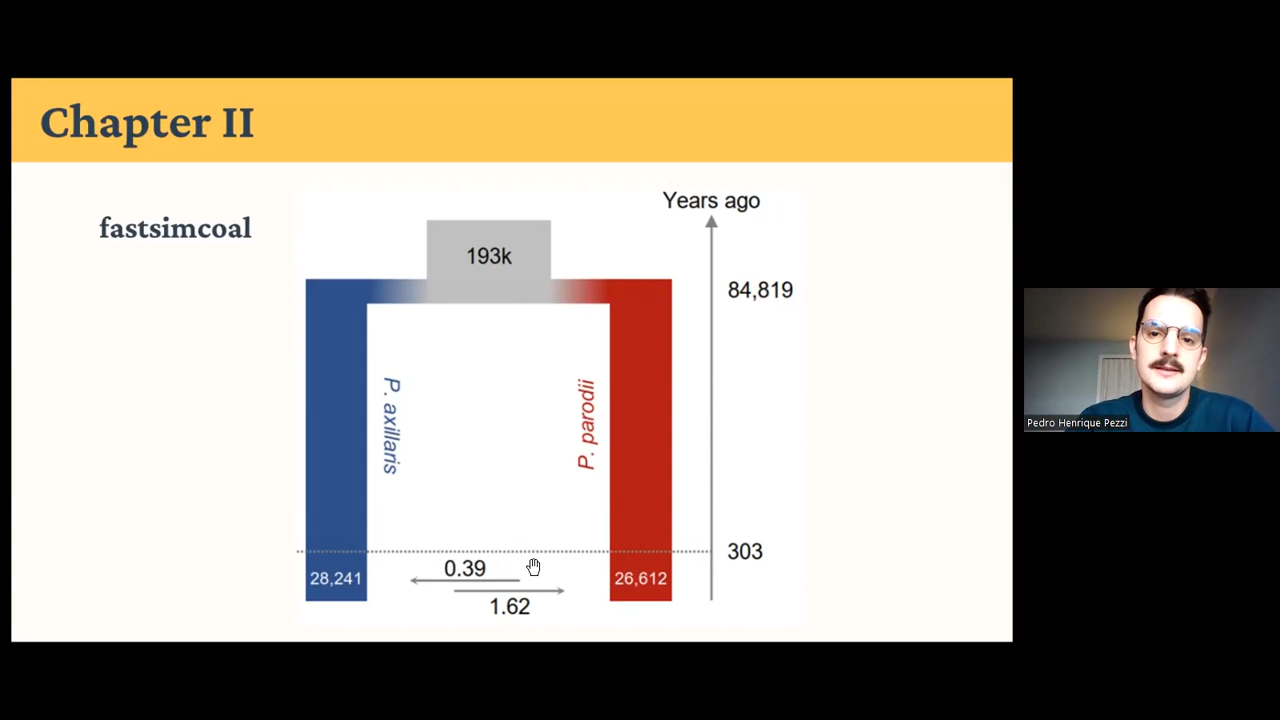 Chapter II
fastsimcoal
Years ago
193k
84,819
P. axillaris
P. parodii
303
0.39
28,241
26,612
1.62
Pedro Henrique Pezzi